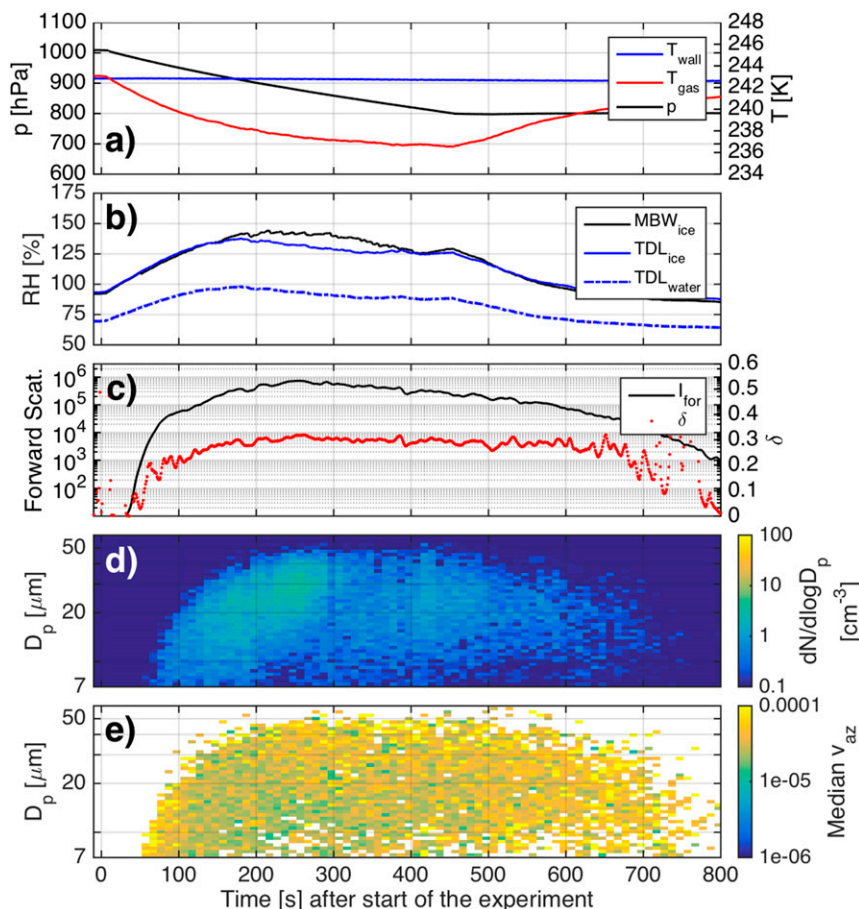 1100
1000
900
800
700
600
p [hPa]
a)
T_wall
T_gas
p
248
246
244
242
240
238
236
234
T [K]
175
150
125
100
75
50
RH [%]
b)
MBW_ice
TDL_ice
TDL_water
10^6
10^5
10^4
10^3
10^2
Forward Scat.
c)
I_for
δ
0.6
0.5
0.4
0.3
0.2
0.1
0
δ
50
20
7
D_p [μm]
d)
100
10
1
0.1
dN/dlogD_p
[cm^-3]
50
20
7
D_p [μm]
e)
0.0001
1e-05
1e-06
Median v_az
0 100 200 300 400 500 600 700 800
Time [s] after start of the experiment